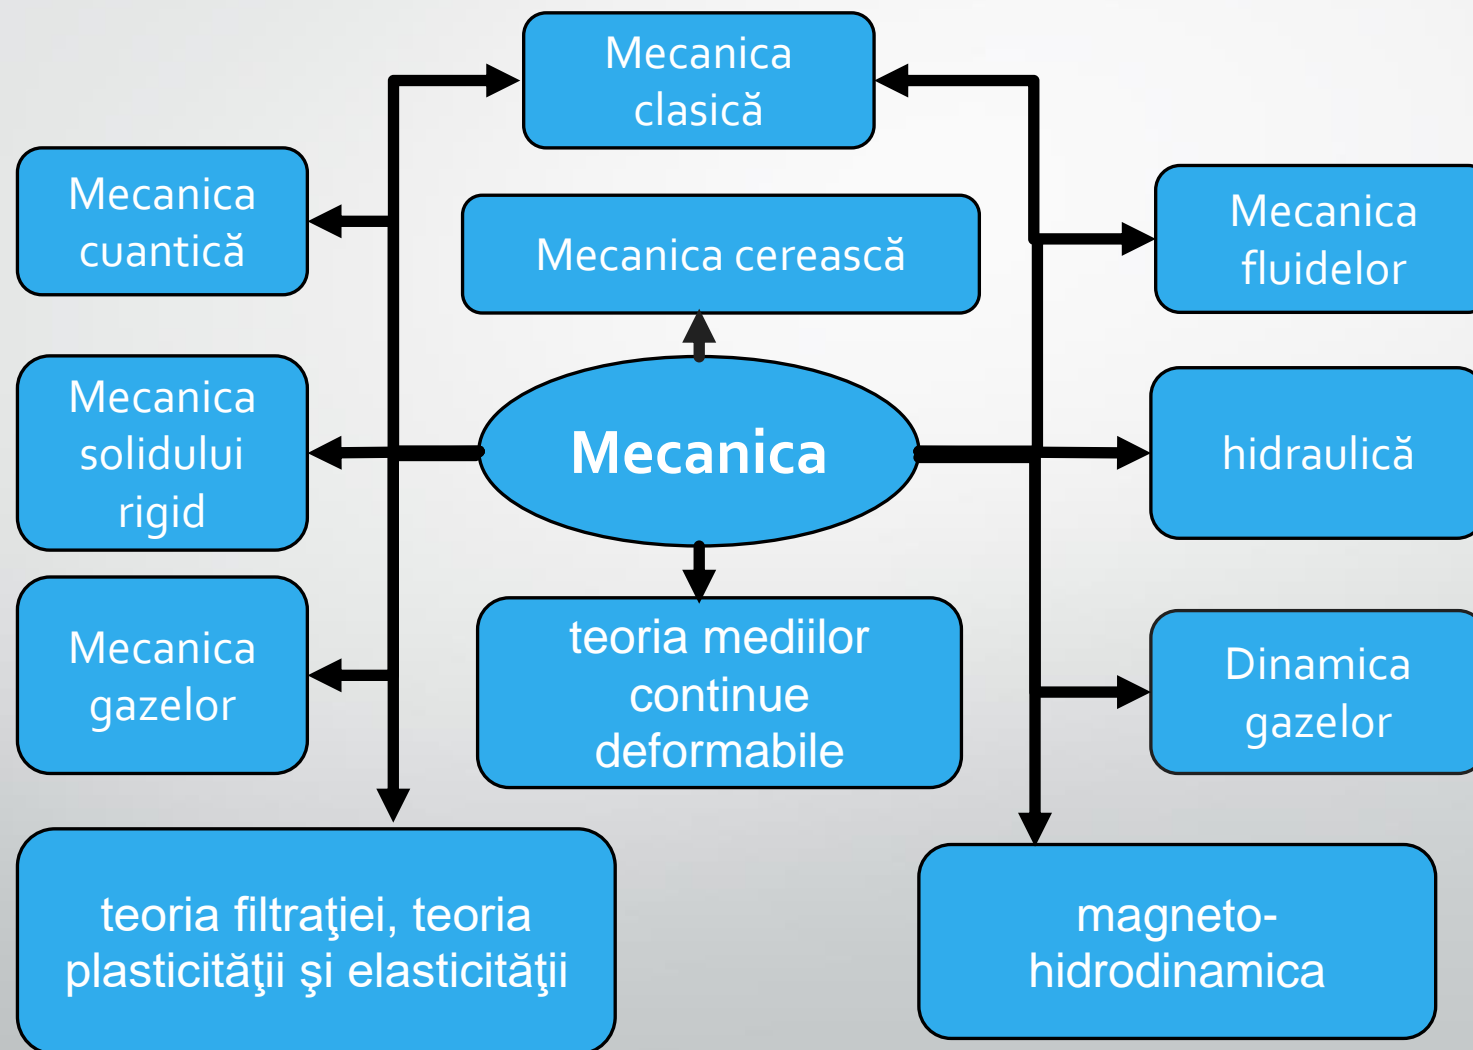 Mecanica
clasică
Mecanica
cuantică
Mecanica cerească
Mecanica
fluidelor
Mecanica
solidului
rigid
Mecanica
hidraulică
Mecanica
gazelor
teoria mediilor
continue
deformabile
Dinamica
gazelor
teoria filtraţiei, teoria
plasticităţii şi elasticităţii
magneto-
hidrodinamica